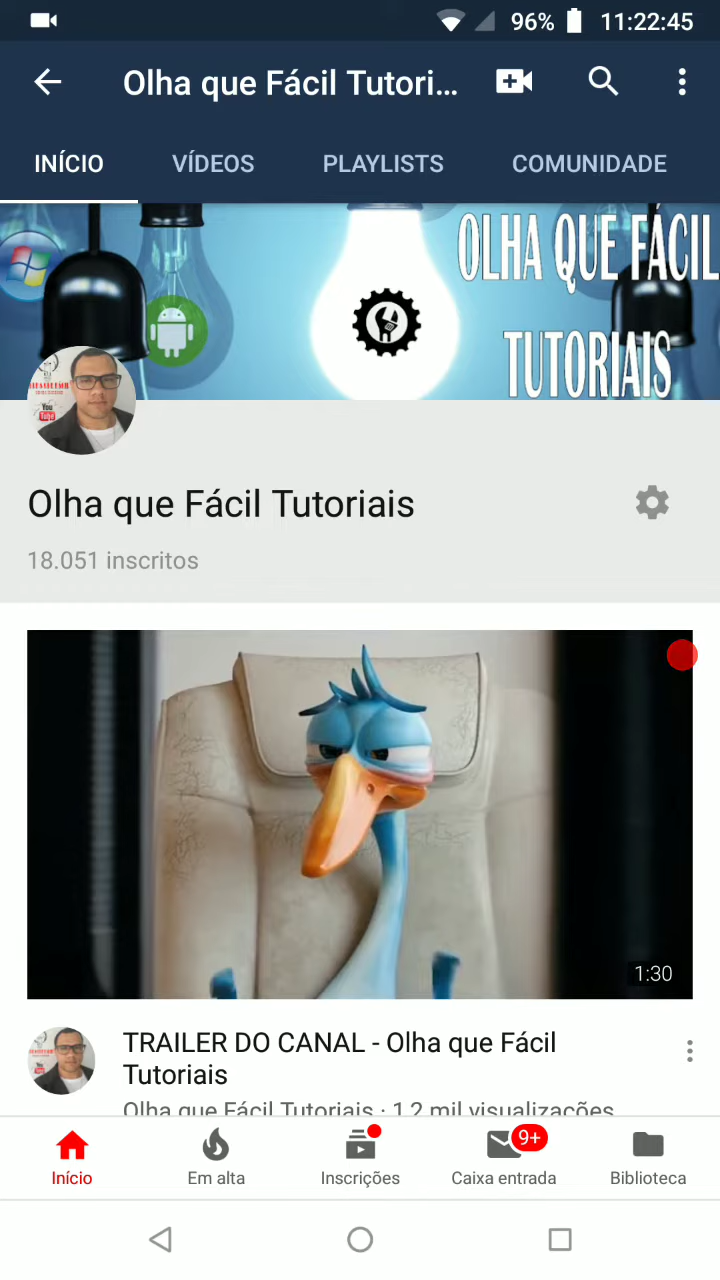 96% 11:22:45
Olha que Fácil Tutori...
INÍCIO VÍDEOS PLAYLISTS COMUNIDADE
OLHA QUE FÁCIL
TUTORIAIS
You
Tube
Olha que Fácil Tutoriais
18.051 inscritos
1:30
TRAILER DO CANAL - Olha que Fácil
Tutoriais
Olha que Fácil Tutoriais · 1,2 mil visualizações
9+
Início Em alta Inscrições Caixa entrada Biblioteca